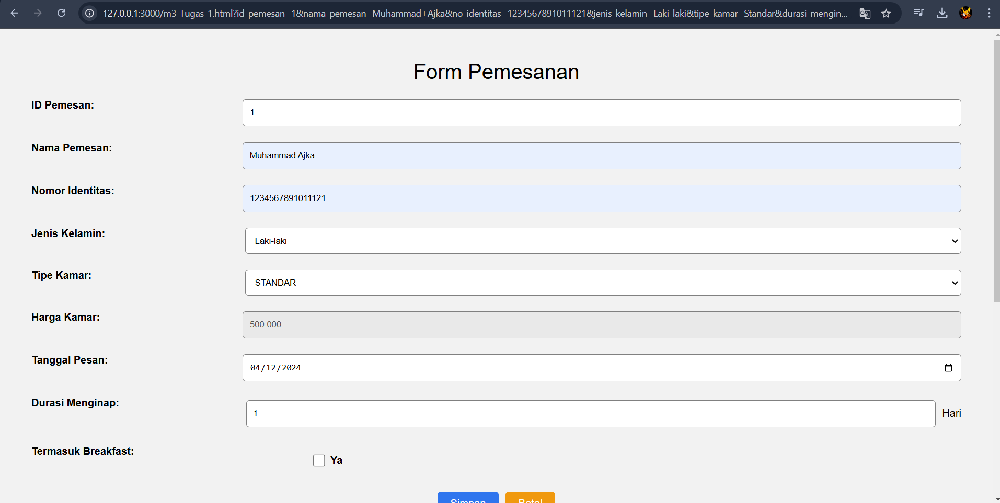 127.0.0.1:3000/m3-Tugas-1.html?id_pemesan=1&nama_pemesan=Muhammad+Ajka&no_identitas=1234567891011121&jenis_kelamin=Laki-laki&tipe_kamar=Standar&durasi_mengin...
Form Pemesanan
ID Pemesan:
1
Nama Pemesan:
Muhammad Ajka
Nomor Identitas:
1234567891011121
Jenis Kelamin:
Laki-laki
Tipe Kamar:
STANDAR
Harga Kamar:
500.000
Tanggal Pesan:
04/12/2024
Durasi Menginap:
1 Hari
Termasuk Breakfast:
Ya
Simpan Batal